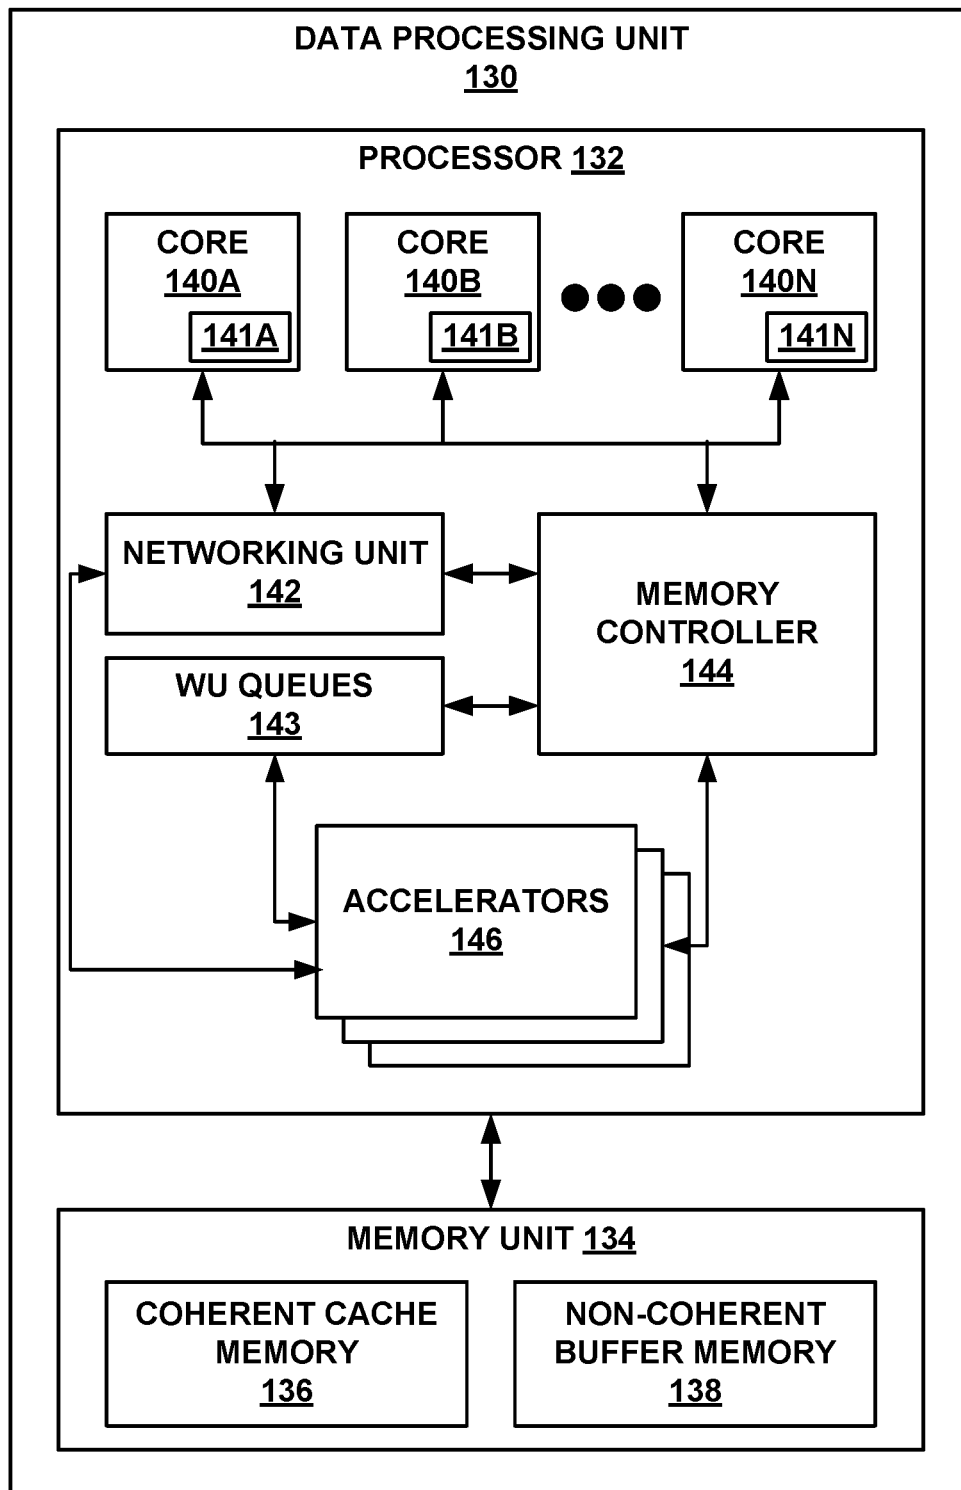 DATA PROCESSING UNIT
130
PROCESSOR 132
CORE
140A
141A
CORE
140B
141B
CORE
140N
141N
NETWORKING UNIT
142
MEMORY
CONTROLLER
144
WU QUEUES
143
ACCELERATORS
146
MEMORY UNIT 134
COHERENT CACHE
MEMORY
136
NON-COHERENT
BUFFER MEMORY
138